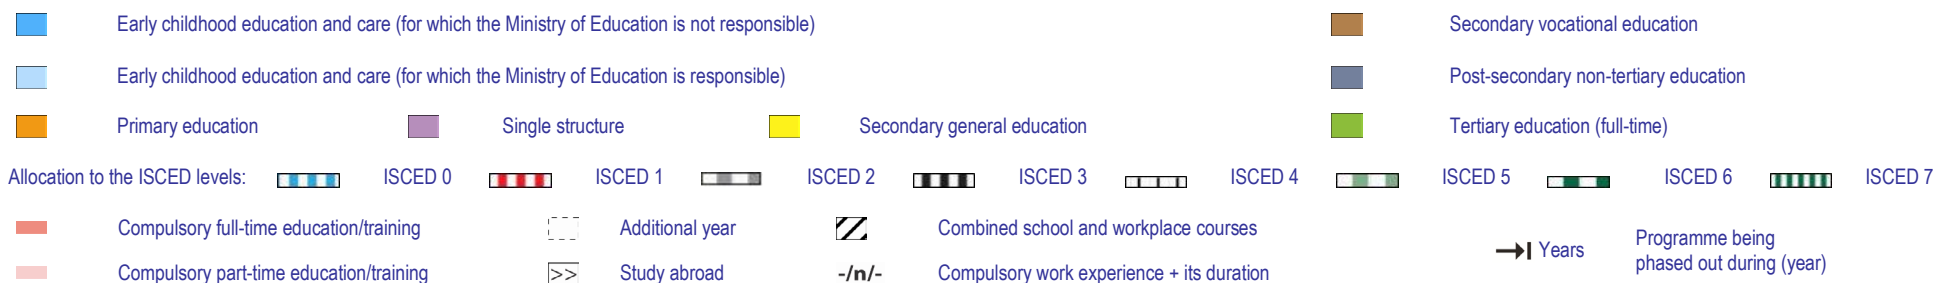 Early childhood education and care (for which the Ministry of Education is not responsible) Secondary vocational education
Early childhood education and care (for which the Ministry of Education is responsible) Post-secondary non-tertiary education
Primary education Single structure Secondary general education Tertiary education (full-time)
Allocation to the ISCED levels: ISCED 0 ISCED 1 ISCED 2 ISCED 3 ISCED 4 ISCED 5 ISCED 6 ISCED 7
Compulsory full-time education/training Additional year Combined school and workplace courses
Years Programme being
phased out during (year)
Compulsory part-time education/training >> Study abroad -/n/- Compulsory work experience + its duration